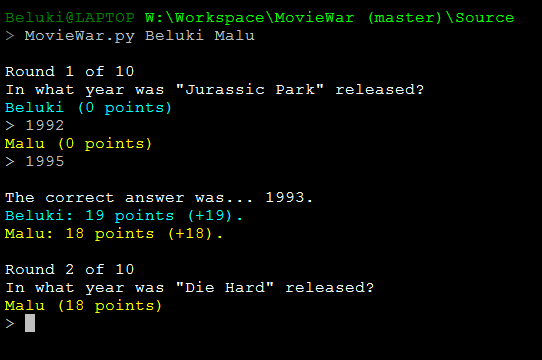 Beluki@LAPTOP W:\Workspace\MovieWar (master)\Source
> MovieWar.py Beluki Malu
Round 1 of 10
In what year was "Jurassic Park" released?
Beluki (0 points)
> 1992
Malu (0 points)
> 1995
The correct answer was... 1993.
Beluki: 19 points (+19).
Malu: 18 points (+18).
Round 2 of 10
In what year was "Die Hard" released?
Malu (18 points)
>